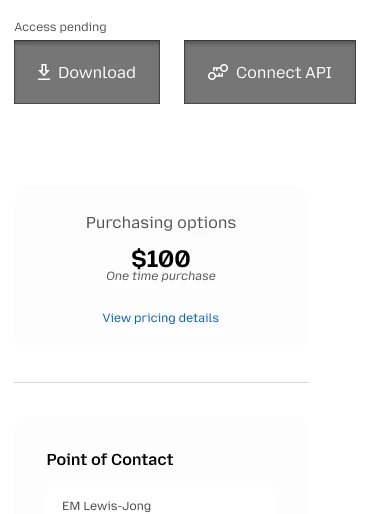 Access pending
Download
Connect API
Purchasing options
$100
One time purchase
View pricing details
Point of Contact
EM Lewis-Jong